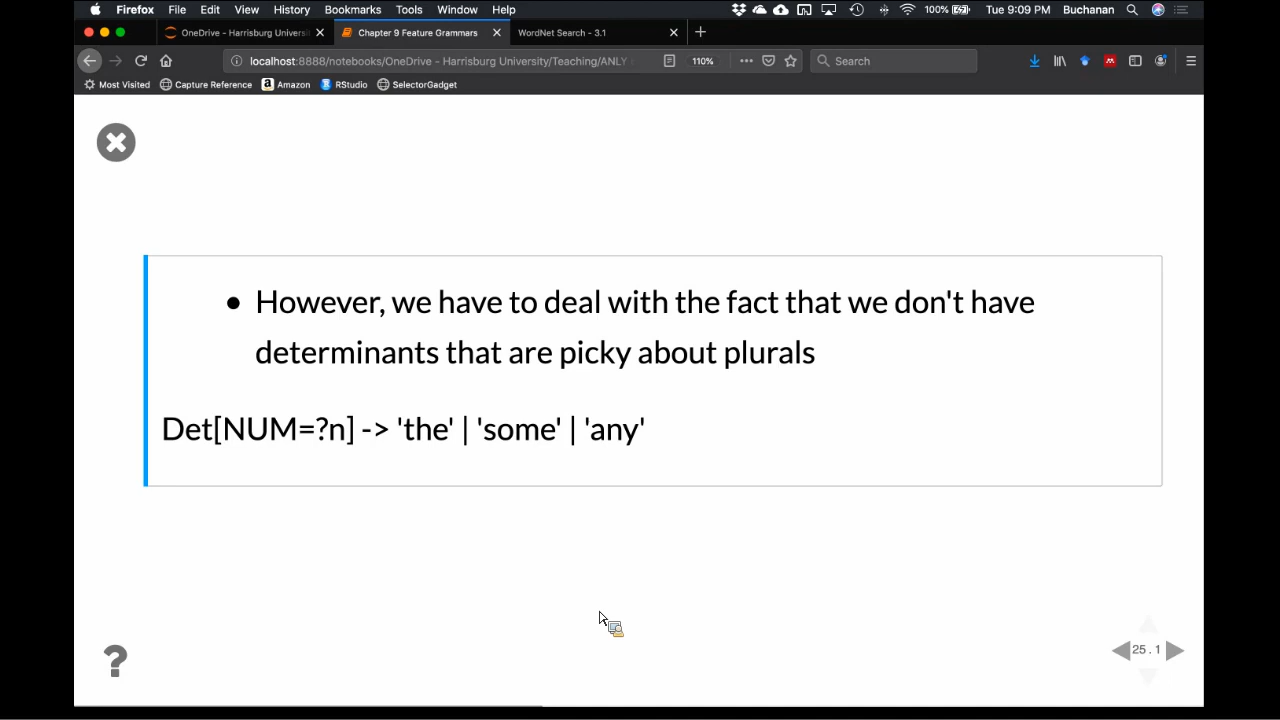 Firefox File Edit View History Bookmarks Tools Window Help 100% Tue 9:09 PM Buchanan
OneDrive - Harrisburg Universi Chapter 9 Feature Grammars WordNet Search - 3.1
localhost:8888/notebooks/OneDrive - Harrisburg University/Teaching/ANLY 110% Search
Most Visited Capture Reference Amazon RStudio SelectorGadget
• However, we have to deal with the fact that we don't have
determinants that are picky about plurals
Det[NUM=?n] -> 'the' | 'some' | 'any'
25 . 1
?